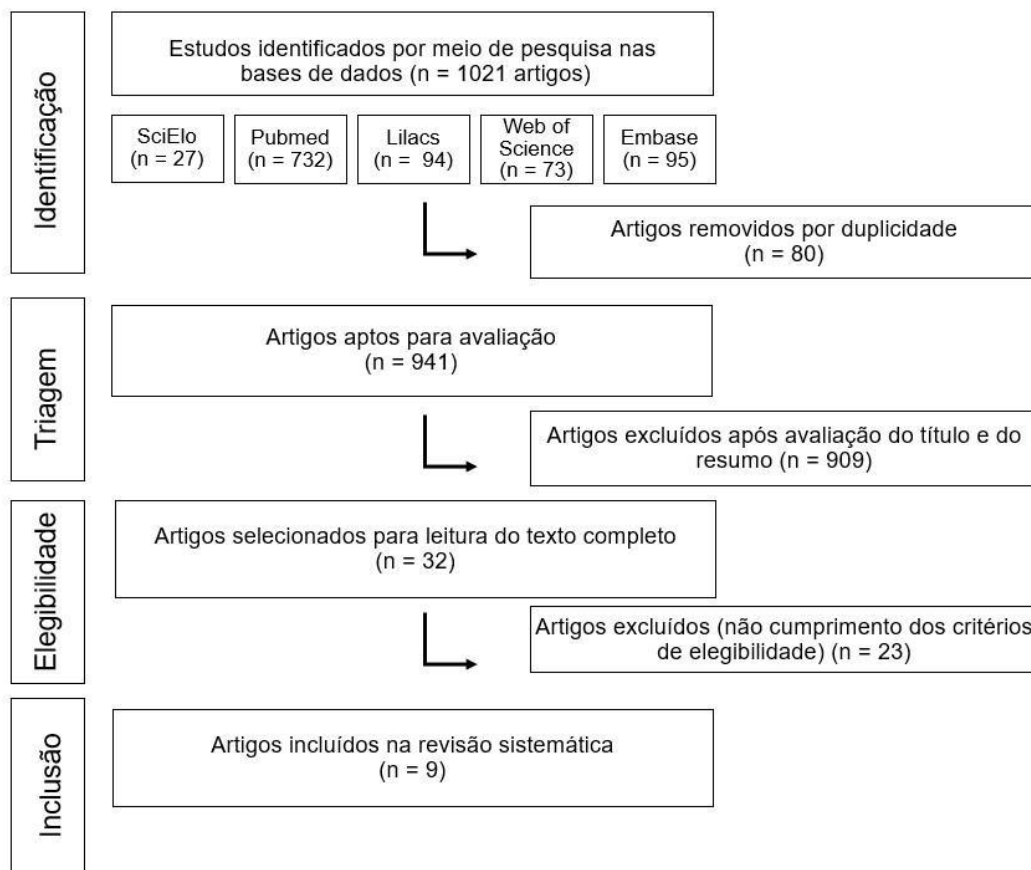 Identificação
Estudos identificados por meio de pesquisa nas
bases de dados (n = 1021 artigos)
SciElo
(n = 27)
Pubmed
(n = 732)
Lilacs
(n =  94)
Web of
Science
(n = 73)
Embase
(n = 95)
Artigos removidos por duplicidade
(n = 80)
Triagem
Artigos aptos para avaliação
(n = 941)
Artigos excluídos após avaliação do título e do
resumo (n = 909)
Elegibilidade
Artigos selecionados para leitura do texto completo
(n = 32)
Artigos excluídos (não cumprimento dos critérios
de elegibilidade) (n = 23)
Inclusão
Artigos incluídos na revisão sistemática
(n = 9)